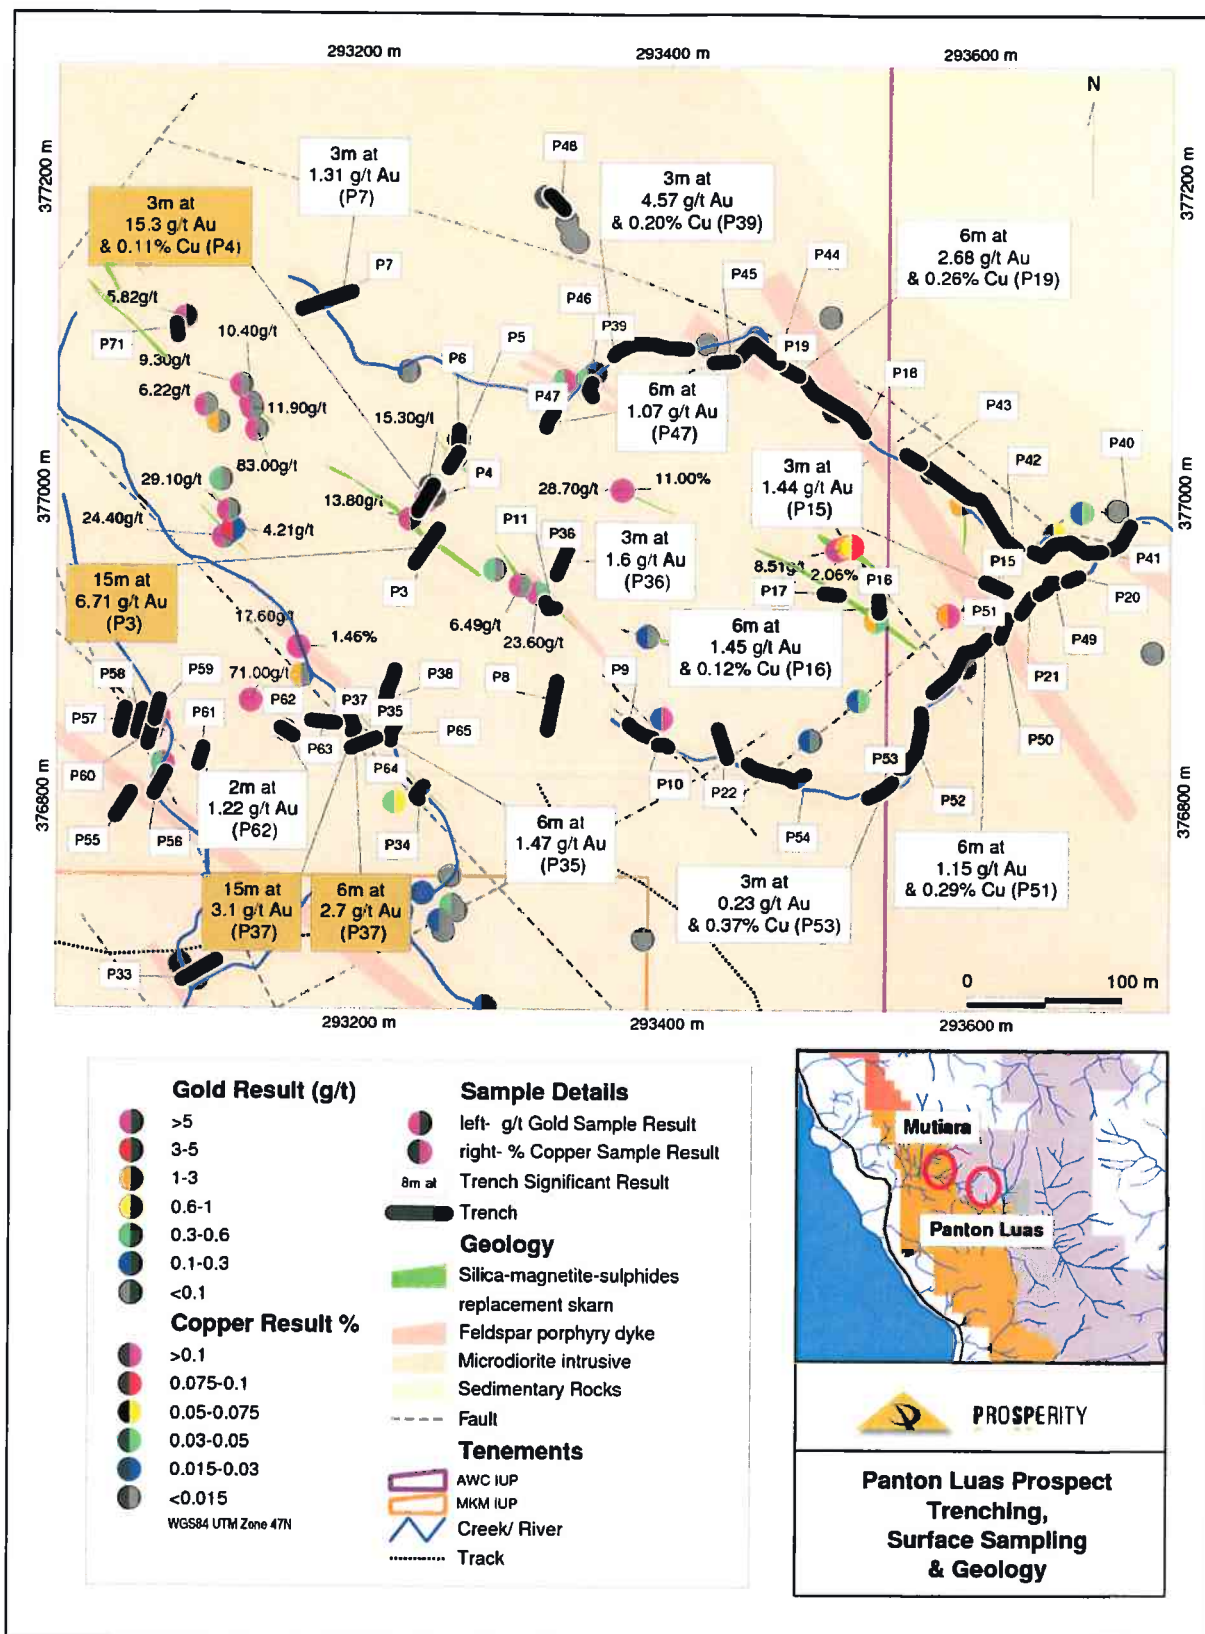 293200 m
293400 m
293600 m
N
377200 m
377200 m
3m at
1.31 g/t Au
(P7)
P48
3m at
4.57 g/t Au
& 0.20% Cu (P39)
3m at
15.3 g/t Au
& 0.11% Cu (P4)
6m at
2.68 g/t Au
& 0.26% Cu (P19)
P7
P44
P45
P46
5.82g/t
P71
10.40g/t
P39
P5
P6
P19
9.30g/t
P18
6.22g/t
11.90g/t
15.30g/t
P47
6m at
1.07 g/t Au
(P47)
P43
P40
83.00g/t
P4
P42
29.10g/t
13.80g/t
28.70g/t
11.00%
3m at
1.44 g/t Au
(P15)
377000 m
377000 m
24.40g/t
4.21g/t
P11
P36
3m at
1.6 g/t Au
(P36)
P15
P41
8.51g/t
2.06%
P16
P3
P17
P20
15m at
6.71 g/t Au
(P3)
17.60g/t
1.46%
6.49g/t
23.60g/t
6m at
1.45 g/t Au
& 0.12% Cu (P16)
P51
P49
71.00g/t
P58
P59
P38
P8
P9
P21
P57
P61
P62
P37
P35
P65
P50
P63
P60
P64
P10
P22
P53
P52
376800 m
376800 m
P55
P56
2m at
1.22 g/t Au
(P62)
P34
6m at
1.47 g/t Au
(P35)
P54
6m at
1.15 g/t Au
& 0.29% Cu (P51)
15m at
3.1 g/t Au
(P37)
6m at
2.7 g/t Au
(P37)
3m at
0.23 g/t Au
& 0.37% Cu (P53)
P33
0 100 m
293200 m
293400 m
293600 m
Gold Result (g/t)
>5
3-5
1-3
0.6-1
0.3-0.6
0.1-0.3
<0.1
Copper Result %
>0.1
0.075-0.1
0.05-0.075
0.03-0.05
0.015-0.03
<0.015
WGS84 UTM Zone 47N
Sample Details
left- g/t Gold Sample Result
right- % Copper Sample Result
8m at Trench Significant Result
Trench
Geology
Silica-magnetite-sulphides
replacement skarn
Feldspar porphyry dyke
Microdiorite intrusive
Sedimentary Rocks
Fault
Tenements
AWC IUP
MKM IUP
Creek/ River
Track
Mutiara
Panton Luas
PROSPERITY
Panton Luas Prospect
Trenching,
Surface Sampling
& Geology